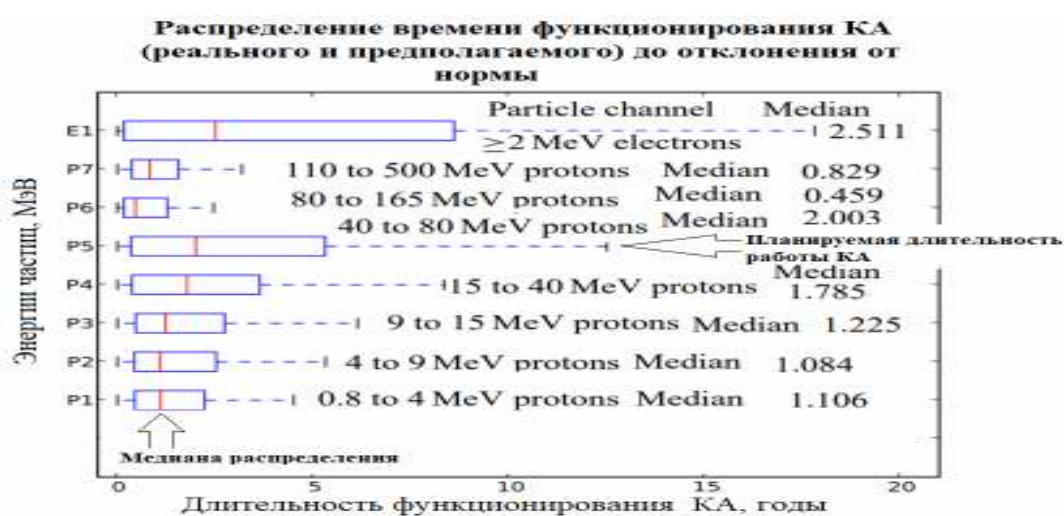 Распределение времени функционирования КА
(реального и предполагаемого) до отклонения от
нормы
Particle channel Median
E1 ≥2 MeV electrons 2.511
P7 110 to 500 MeV protons Median 0.829
P6 80 to 165 MeV protons Median 0.459
40 to 80 MeV protons Median 2.003
P5 Планируемая длительность
работы КА
Median
P4 15 to 40 MeV protons 1.785
P3 9 to 15 MeV protons Median 1.225
P2 4 to 9 MeV protons Median 1.084
P1 0.8 to 4 MeV protons Median 1.106
Медиана распределения
0 5 10 15 20
Длительность функционирования КА, годы
Энергии частиц, МэВ